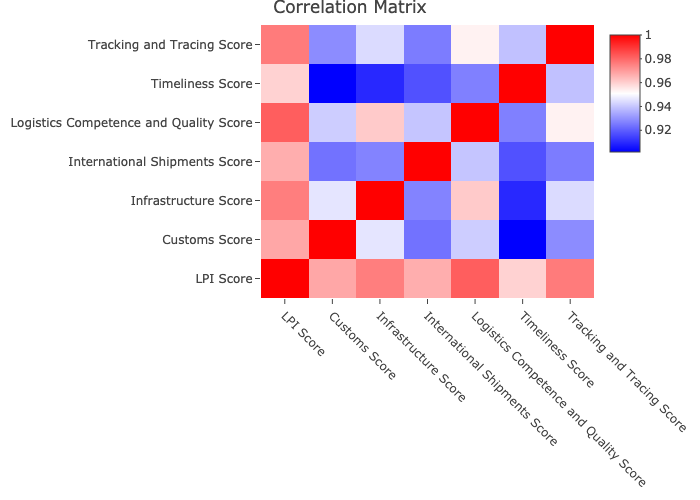 Correlation Matrix
Tracking and Tracing Score
Timeliness Score
Logistics Competence and Quality Score
International Shipments Score
Infrastructure Score
Customs Score
LPI Score
LPI Score
Customs Score
Infrastructure Score
International Shipments Score
Logistics Competence and Quality Score
Timeliness Score
Tracking and Tracing Score
1
0.98
0.96
0.94
0.92